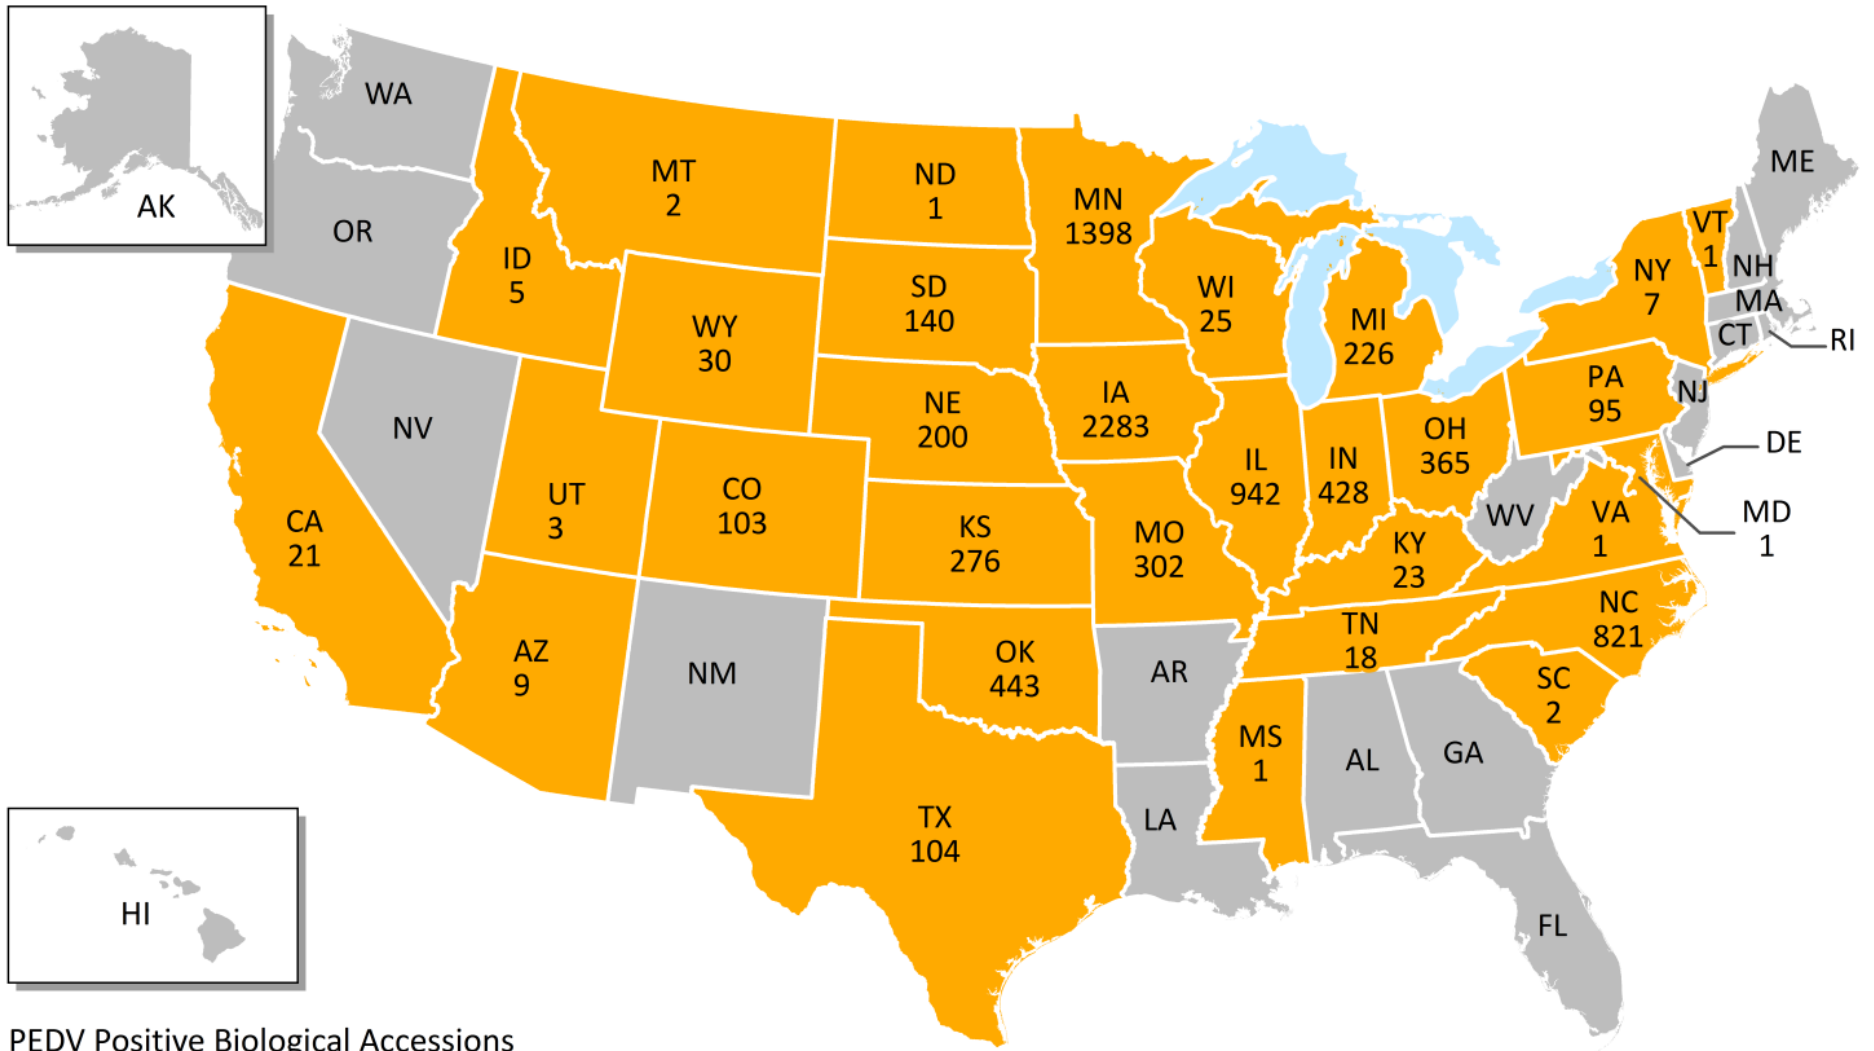 WA
AK
OR
MT
2
ID
5
ND
1
MN
1398
SD
140
WY
30
WI
25
MI
226
NE
200
IA
2283
NV
UT
3
CO
103
CA
21
KS
276
MO
302
IL
942
IN
428
OH
365
KY
23
WV
VA
1
PA
95
NY
7
VT
1
NH
ME
MA
CT
RI
NJ
DE
MD
1
AZ
9
NM
OK
443
AR
TN
18
NC
821
SC
2
TX
104
LA
MS
1
AL
GA
FL
HI
PEDV Positive Biological Accessions